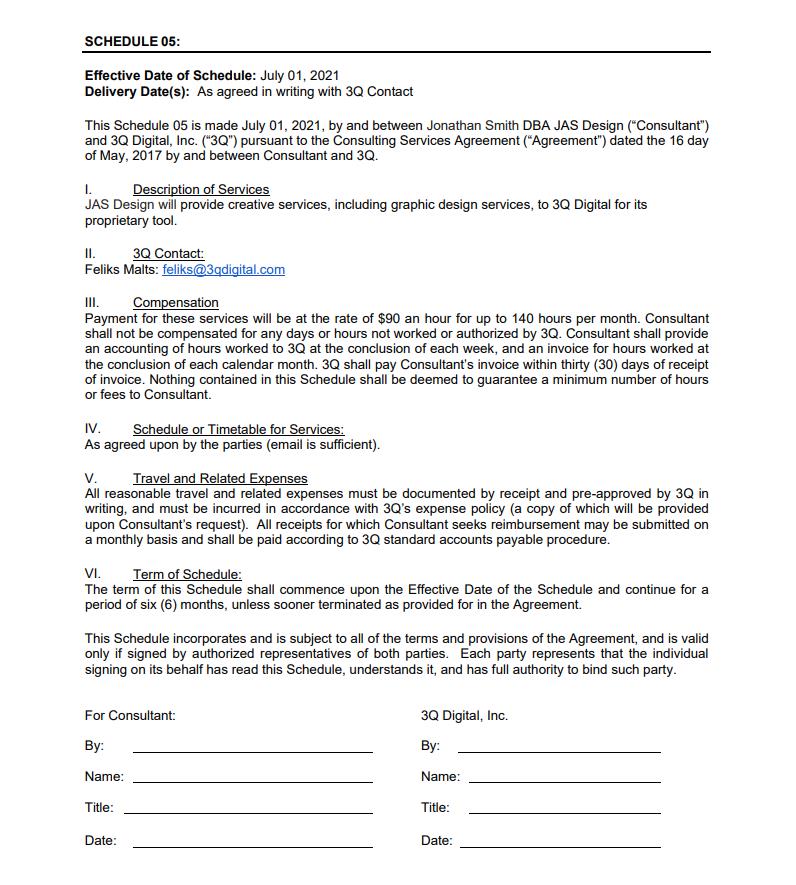 SCHEDULE 05:
Effective Date of Schedule: July 01, 2021
Delivery Date(s):  As agreed in writing with 3Q Contact
This Schedule 05 is made July 01, 2021, by and between Jonathan Smith DBA JAS Design (“Consultant”)
and 3Q Digital, Inc. (“3Q”) pursuant to the Consulting Services Agreement (“Agreement”) dated the 16 day
of May, 2017 by and between Consultant and 3Q.
I. Description of Services
JAS Design will provide creative services, including graphic design services, to 3Q Digital for its
proprietary tool.
II. 3Q Contact:
Feliks Malts: feliks@3qdigital.com
III. Compensation
Payment for these services will be at the rate of $90 an hour for up to 140 hours per month. Consultant
shall not be compensated for any days or hours not worked or authorized by 3Q. Consultant shall provide
an accounting of hours worked to 3Q at the conclusion of each week, and an invoice for hours worked at
the conclusion of each calendar month. 3Q shall pay Consultant’s invoice within thirty (30) days of receipt
of invoice. Nothing contained in this Schedule shall be deemed to guarantee a minimum number of hours
or fees to Consultant.
IV. Schedule or Timetable for Services:
As agreed upon by the parties (email is sufficient).
V. Travel and Related Expenses
All reasonable travel and related expenses must be documented by receipt and pre-approved by 3Q in
writing, and must be incurred in accordance with 3Q’s expense policy (a copy of which will be provided
upon Consultant’s request).  All receipts for which Consultant seeks reimbursement may be submitted on
a monthly basis and shall be paid according to 3Q standard accounts payable procedure.
VI. Term of Schedule:
The term of this Schedule shall commence upon the Effective Date of the Schedule and continue for a
period of six (6) months, unless sooner terminated as provided for in the Agreement.
This Schedule incorporates and is subject to all of the terms and provisions of the Agreement, and is valid
only if signed by authorized representatives of both parties.  Each party represents that the individual
signing on its behalf has read this Schedule, understands it, and has full authority to bind such party.
For Consultant: 3Q Digital, Inc.
By: By:
Name: Name:
Title: Title:
Date: Date: